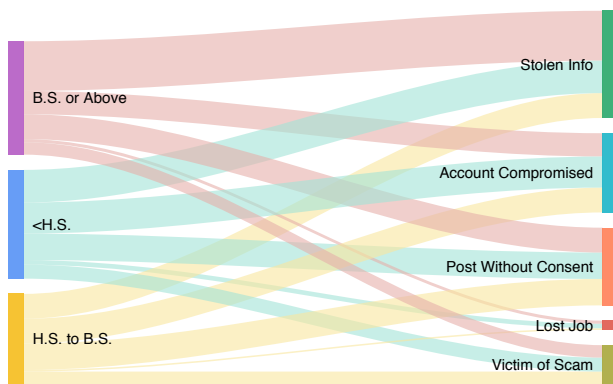 Stolen Info
B.S. or Above
Account Compromised
<H.S.
Post Without Consent
Lost Job
H.S. to B.S.
Victim of Scam